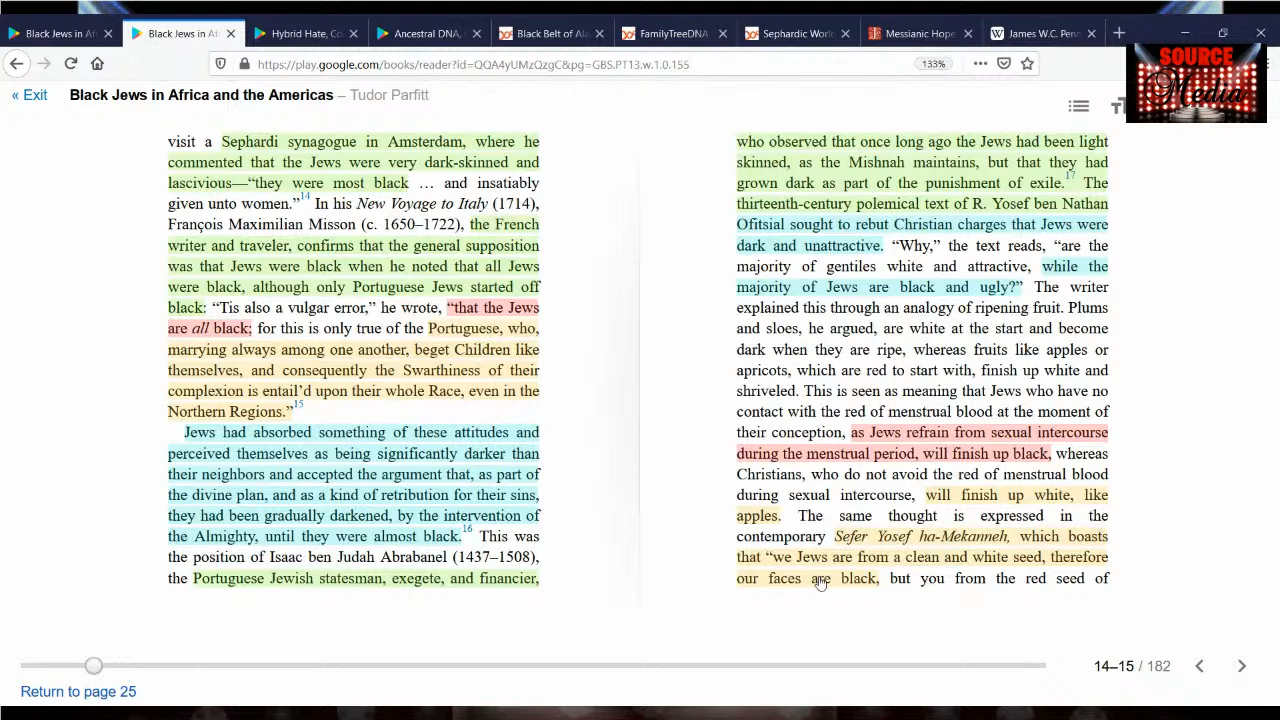 Black Jews in Af
Black Jews in Af
Hybrid Hate, Co
Ancestral DNA,
Black Belt of Al
FamilyTreeDNA
Sephardic World
Messianic Hope
James W.C. Penn
https://play.google.com/books/reader?id=
&pg=GBS.PT13.w.1.0.155
133%
SOURCE
Media
« Exit
Black Jews in Africa and the Americas – Tudor Parfitt
visit a Sephardi synagogue in Amsterdam, where he
commented that the Jews were very dark-skinned and
lascivious—“they were most black … and insatiably
given unto women.”14 In his New Voyage to Italy (1714),
François Maximilian Misson (c. 1650–1722), the French
writer and traveler, confirms that the general supposition
was that Jews were black when he noted that all Jews
were black, although only Portuguese Jews started off
black: “Tis also a vulgar error,” he wrote, “that the Jews
are all black; for this is only true of the Portuguese, who,
marrying always among one another, beget Children like
themselves, and consequently the Swarthiness of their
complexion is entail’d upon their whole Race, even in the
Northern Regions.”15
Jews had absorbed something of these attitudes and
perceived themselves as being significantly darker than
their neighbors and accepted the argument that, as part of
the divine plan, and as a kind of retribution for their sins,
they had been gradually darkened, by the intervention of
the Almighty, until they were almost black.16 This was
the position of Isaac ben Judah Abrabanel (1437–1508),
the Portuguese Jewish statesman, exegete, and financier,
who observed that once long ago the Jews had been light
skinned, as the Mishnah maintains, but that they had
grown dark as part of the punishment of exile.17 The
thirteenth-century polemical text of R. Yosef ben Nathan
Ofitsial sought to rebut Christian charges that Jews were
dark and unattractive. “Why,” the text reads, “are the
majority of gentiles white and attractive, while the
majority of Jews are black and ugly?” The writer
explained this through an analogy of ripening fruit. Plums
and sloes, he argued, are white at the start and become
dark when they are ripe, whereas fruits like apples or
apricots, which are red to start with, finish up white and
shriveled. This is seen as meaning that Jews who have no
contact with the red of menstrual blood at the moment of
their conception, as Jews refrain from sexual intercourse
during the menstrual period, will finish up black, whereas
Christians, who do not avoid the red of menstrual blood
during sexual intercourse, will finish up white, like
apples. The same thought is expressed in the
contemporary Sefer Yosef ha-Mekanneh, which boasts
that “we Jews are from a clean and white seed, therefore
our faces are black, but you from the red seed of
14–15 / 182
Return to page 25